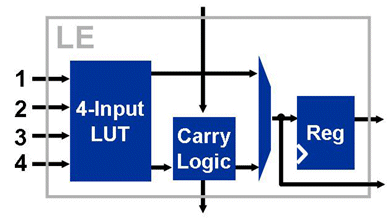 LE
1
2
3
4
4-Input
LUT
Carry
Logic
Reg